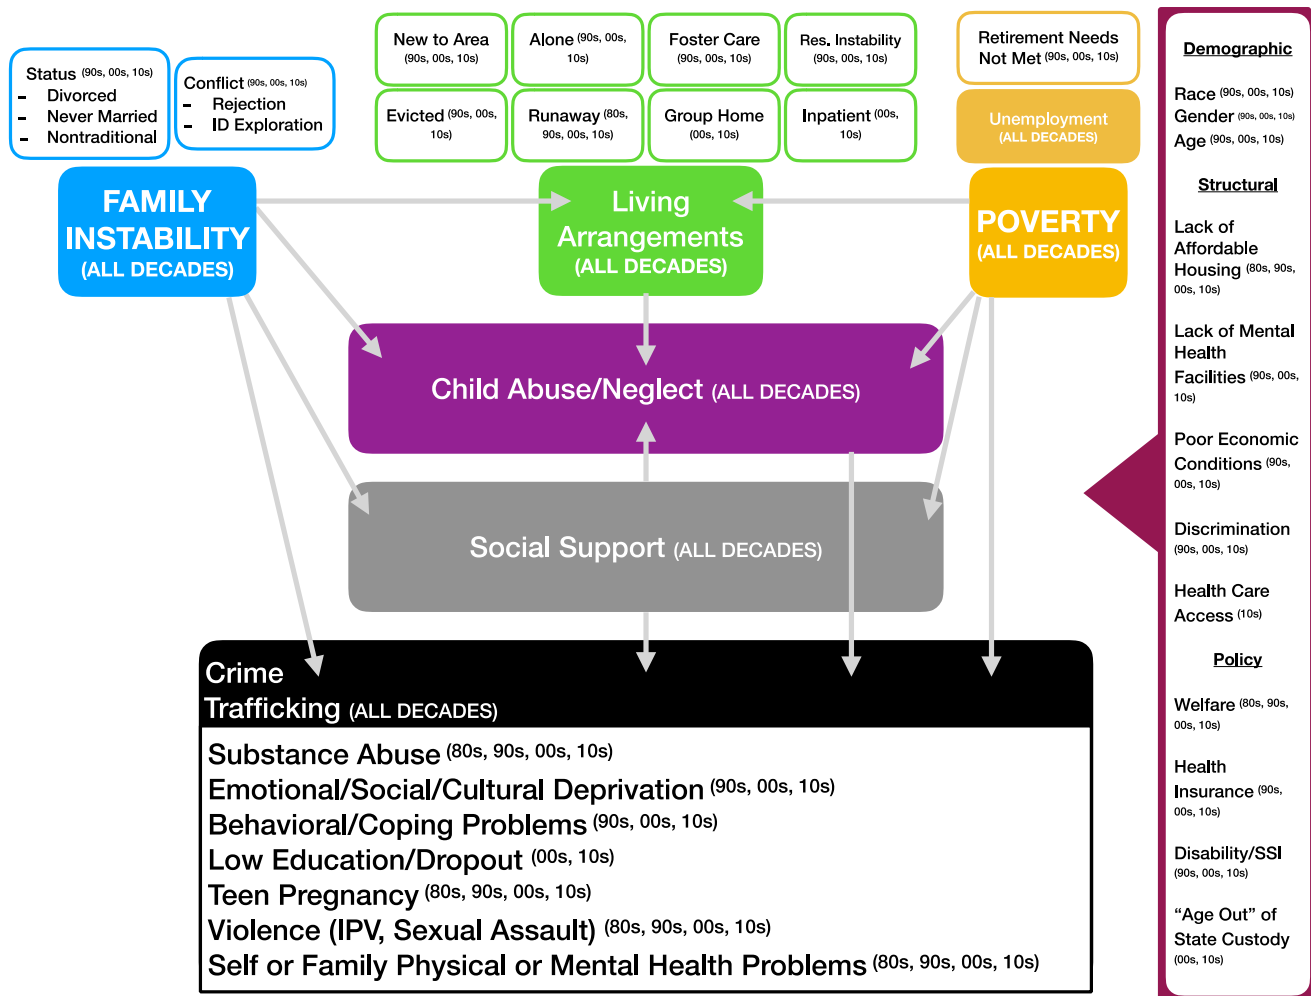 Status (90s, 00s, 10s)
- Divorced
- Never Married
- Nontraditional
Conflict (90s, 00s, 10s)
- Rejection
- ID Exploration
New to Area
(90s, 00s, 10s)
Alone (90s, 00s,
10s)
Foster Care
(90s, 00s, 10s)
Res. Instability
(90s, 00s, 10s)
Evicted (90s, 00s,
10s)
Runaway (80s,
90s, 00s, 10s)
Group Home
(00s, 10s)
Inpatient (00s,
10s)
Retirement Needs
Not Met (90s, 00s, 10s)
Unemployment
(ALL DECADES)
FAMILY
INSTABILITY
(ALL DECADES)
Living
Arrangements
(ALL DECADES)
POVERTY
(ALL DECADES)
Child Abuse/Neglect (ALL DECADES)
Social Support (ALL DECADES)
Crime
Trafficking (ALL DECADES)
Substance Abuse (80s, 90s, 00s, 10s)
Emotional/Social/Cultural Deprivation (90s, 00s, 10s)
Behavioral/Coping Problems (90s, 00s, 10s)
Low Education/Dropout (00s, 10s)
Teen Pregnancy (80s, 90s, 00s, 10s)
Violence (IPV, Sexual Assault) (80s, 90s, 00s, 10s)
Self or Family Physical or Mental Health Problems (80s, 90s, 00s, 10s)
Demographic
Race (90s, 00s, 10s)
Gender (90s, 00s, 10s)
Age (90s, 00s, 10s)
Structural
Lack of
Affordable
Housing (80s, 90s,
00s, 10s)
Lack of Mental
Health
Facilities (90s, 00s,
10s)
Poor Economic
Conditions (90s,
00s, 10s)
Discrimination
(90s, 00s, 10s)
Health Care
Access (10s)
Policy
Welfare (80s, 90s,
00s, 10s)
Health
Insurance (90s,
00s, 10s)
Disability/SSI
(90s, 00s, 10s)
“Age Out” of
State Custody
(00s, 10s)